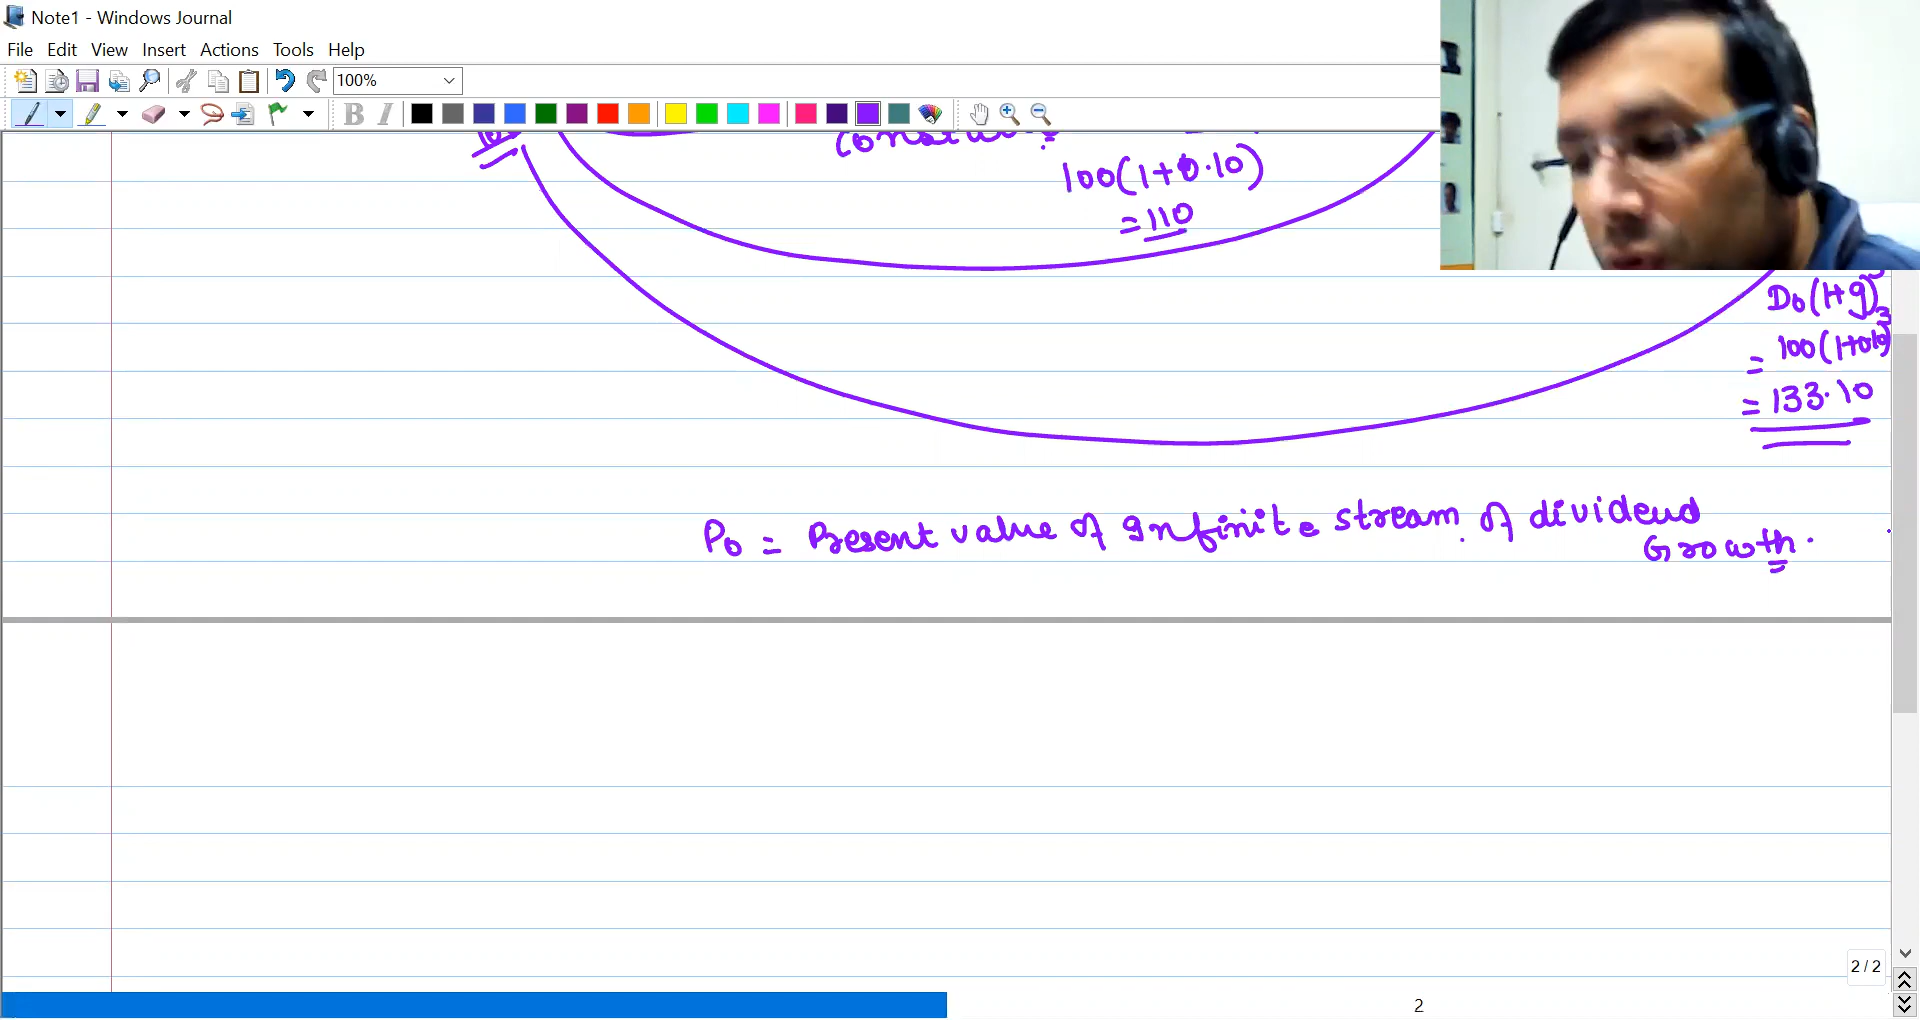 Note1 - Windows Journal
File Edit View Insert Actions Tools Help
100%
B I
100(1+0.10)
=110
D0(1+g)3
= 100(1+0.10)3
= 133.10
P0 = Present value of Infinite stream of dividend
Growth.
2 / 2
2